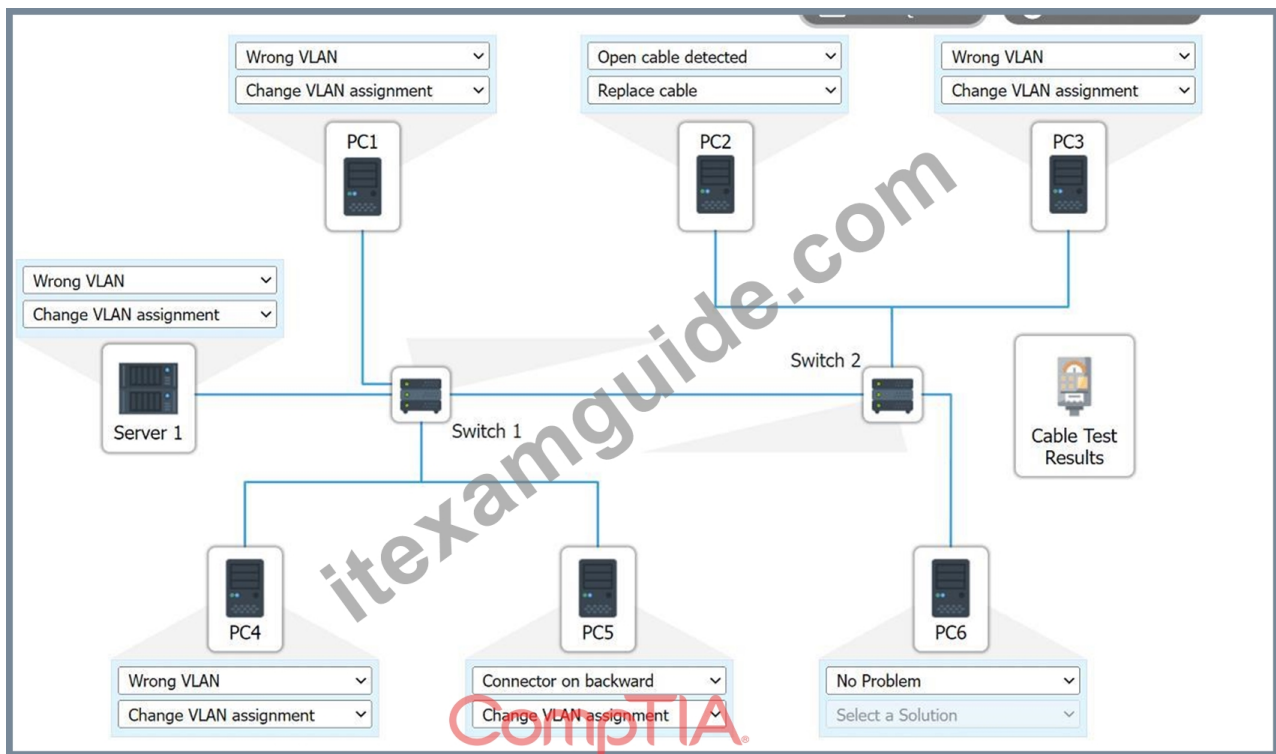 Wrong VLAN
Change VLAN assignment
PC1
Open cable detected
Replace cable
PC2
Wrong VLAN
Change VLAN assignment
PC3
Wrong VLAN
Change VLAN assignment
Server 1
Switch 1
Switch 2
Cable Test
Results
PC4
Wrong VLAN
Change VLAN assignment
PC5
Connector on backward
Change VLAN assignment
PC6
No Problem
Select a Solution
itexamguide.com
CompTIA®